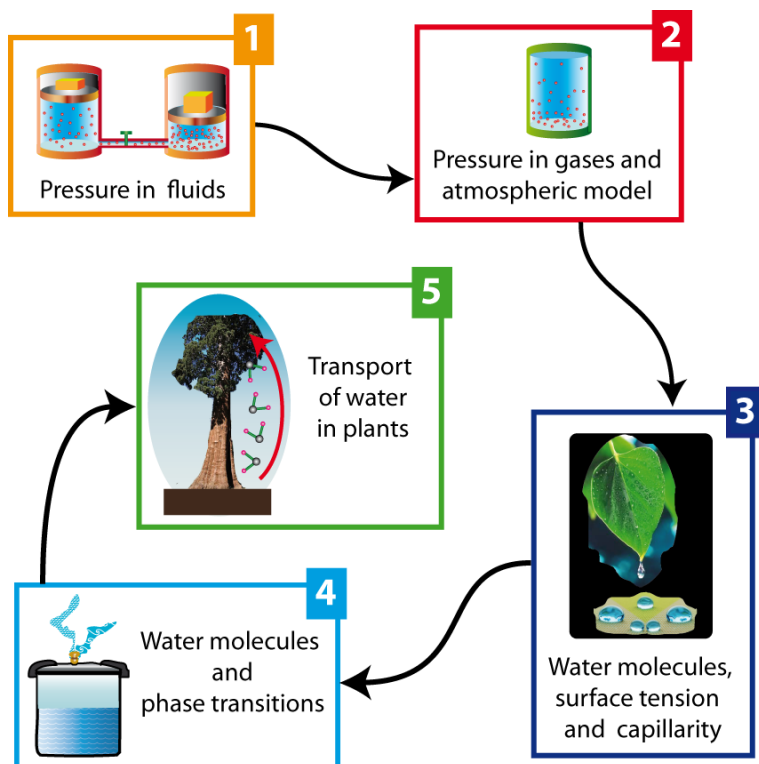 1
Pressure in fluids
2
Pressure in gases and
atmospheric model
3
Water molecules,
surface tension
and capillarity
4
Water molecules
and
phase transitions
5
Transport
of water
in plants